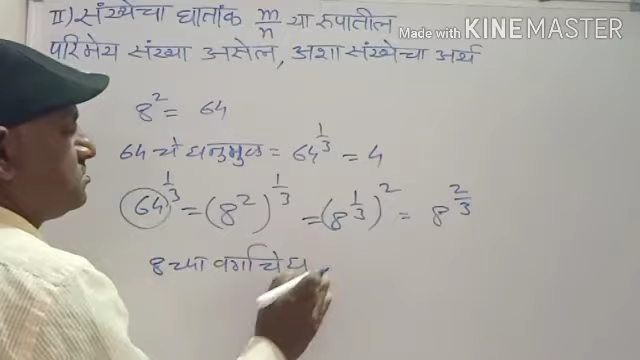 II) संख्येचा घातांक m/n या रुपातील
परिमेय संख्या असेल, अशा संख्येचा अर्थ
Made with KINEMASTER
8² = 64
64 चे घनमुळ = 64^(1/3) = 4
64^(1/3) = (8²)^(1/3) = (8^(1/3))² = 8^(2/3)
8 च्या वर्गाचे घ